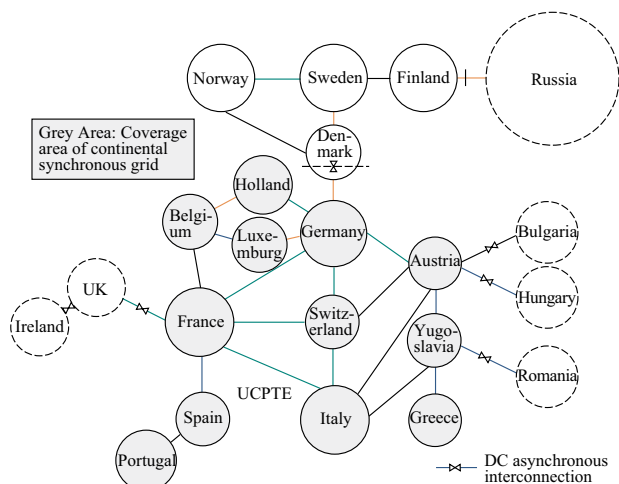 Norway
Sweden
Finland
Russia
Grey Area: Coverage
area of continental
synchronous grid
Den-
mark
Holland
Belgi-
um
Luxe-
mburg
Germany
Bulgaria
Austria
UK
Hungary
Ireland
France
Switz-
erland
Yugo-
slavia
Romania
UCPTE
Spain
Italy
Greece
Portugal
DC asynchronous
interconnection